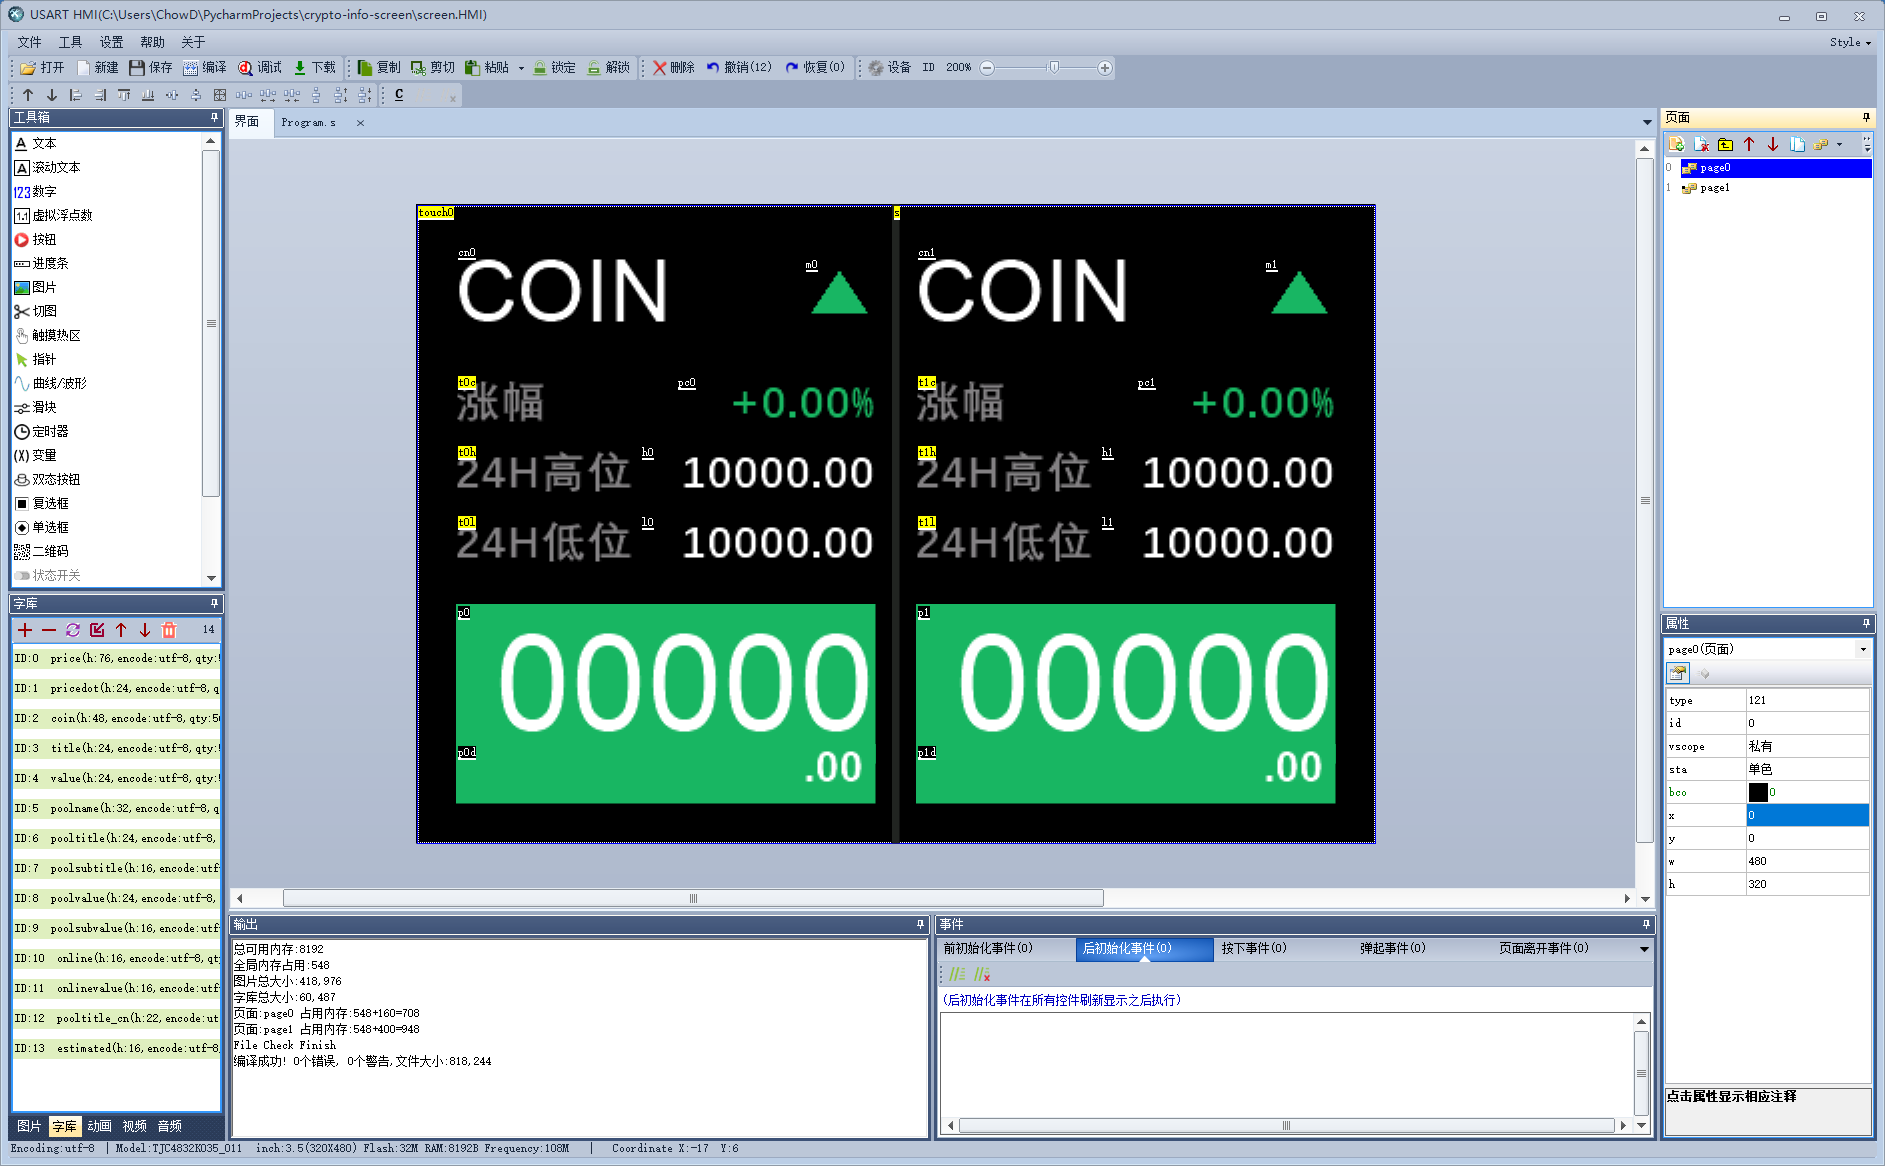 USART HMI(C:\Users\ChowD\PycharmProjects\crypto-info-screen\screen.HMI)
文件 工具 设置 帮助 关于 Style
打开 新建 保存 编译 调试 下载 复制 剪切 粘贴 锁定 解锁 删除 撤销(12) 恢复(0) 设备 ID 200%
C
工具箱
文本
滚动文本
123数字
虚拟浮点数
按钮
进度条
图片
切图
触摸热区
指针
曲线/波形
滑块
定时器
(X)变量
双态按钮
复选框
单选框
二维码
状态开关
字库
14
ID:0 price(h:76,encode:utf-8,qty:
ID:1 pricedot(h:24,encode:utf-8,q
ID:2 coin(h:48,encode:utf-8,qty:5
ID:3 title(h:24,encode:utf-8,qty:
ID:4 value(h:24,encode:utf-8,qty:
ID:5 poolname(h:32,encode:utf-8,q
ID:6 pooltitle(h:24,encode:utf-8,
ID:7 poolsubtitle(h:16,encode:utf
ID:8 poolvalue(h:24,encode:utf-8,
ID:9 poolsubvalue(h:16,encode:utf
ID:10 online(h:16,encode:utf-8,qt
ID:11 onlinevalue(h:16,encode:utf
ID:12 pooltitle_cn(h:22,encode:ut
ID:13 estimated(h:16,encode:utf-8
图片 字库 动画 视频 音频
界面 Program.s
touch0 s
cn0 m0 cn1 m1
COIN COIN
t0c pc0 t1c pc1
涨幅 +0.00% 涨幅 +0.00%
t0h h0 t1h h1
24H高位 10000.00 24H高位 10000.00
t0l l0 t1l l1
24H低位 10000.00 24H低位 10000.00
p0 p1
00000 00000
p0d p1d
.00 .00
输出
总可用内存:8192
全局内存占用:548
图片总大小:418,976
字库总大小:60,487
页面:page0 占用内存:548+160=708
页面:page1 占用内存:548+400=948
File Check Finish
编译成功! 0个错误, 0个警告,文件大小:818,244
事件
前初始化事件(0) 后初始化事件(0) 按下事件(0) 弹起事件(0) 页面离开事件(0)
(后初始化事件在所有控件刷新显示之后执行)
页面
0 page0
1 page1
属性
page0(页面)
type 121
id 0
vscope 私有
sta 单色
bco 0
x 0
y 0
w 480
h 320
点击属性显示相应注释
Encoding:utf-8 Model:TJC4832K035_011 inch:3.5(320X480) Flash:32M RAM:8192B Frequency:108M Coordinate X:-17 Y:6